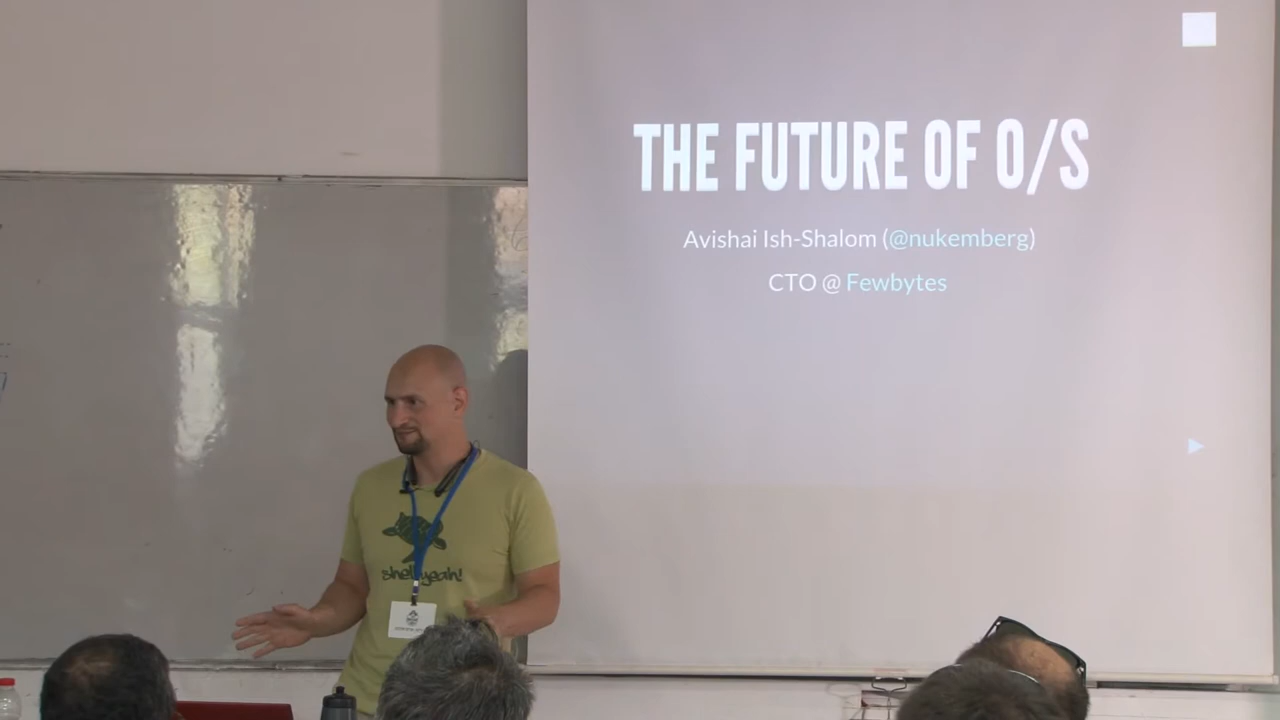 THE FUTURE OF O/S
Avishai Ish-Shalom (@nukemberg)
CTO @ Fewbytes
shell yeah!